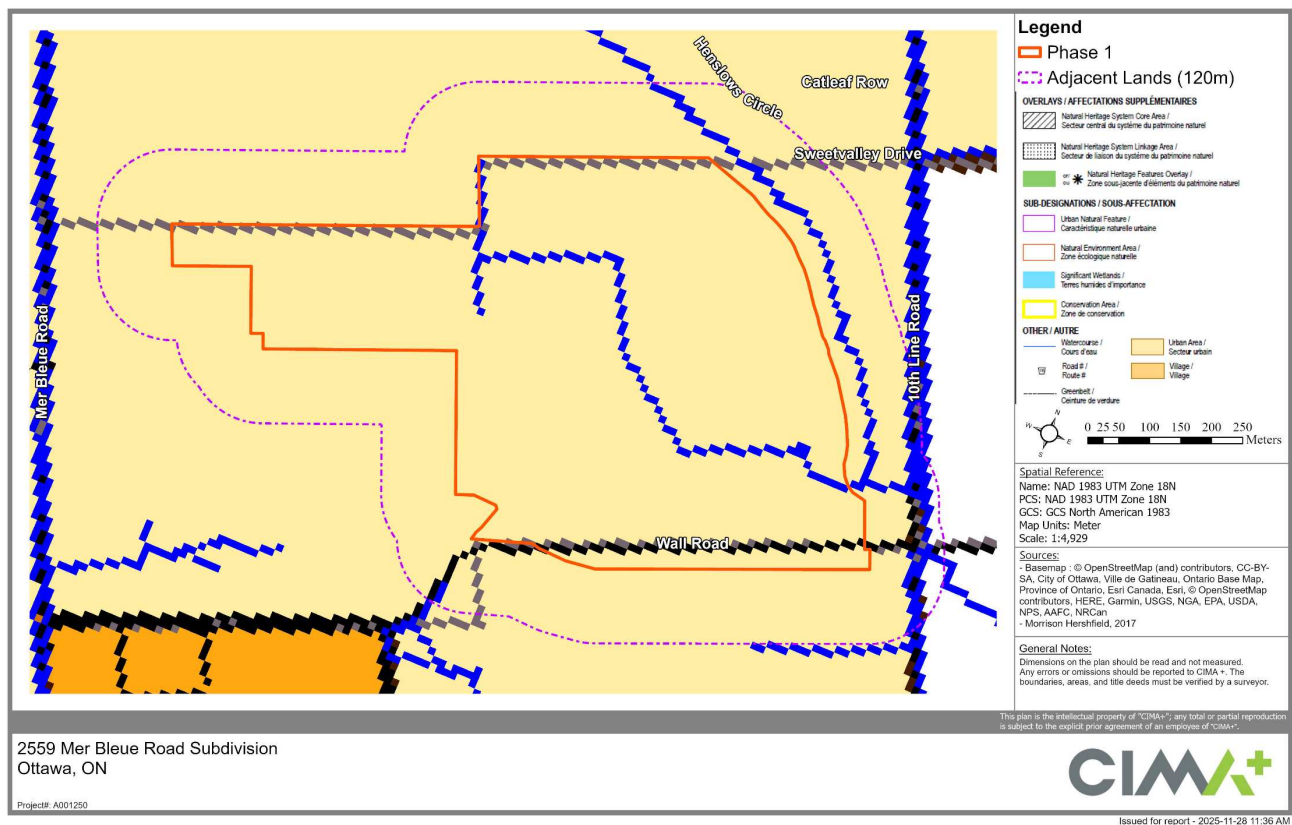 Henslows Circle
Catleaf Row
Sweetvalley Drive
Mer Bleue Road
10th Line Road
Wall Road
Legend
Phase 1
Adjacent Lands (120m)
OVERLAYS / AFFECTATIONS SUPPLÉMENTAIRES
Natural Heritage System Core Area /
Secteur central du système du patrimoine naturel
Natural Heritage System Linkage Area /
Secteur de liaison du système du patrimoine naturel
or/
ou
Natural Heritage Features Overlay /
Zone sous-jacente d'éléments du patrimoine naturel
SUB-DESIGNATIONS / SOUS-AFFECTATION
Urban Natural Feature /
Caractéristique naturelle urbaine
Natural Environment Area /
Zone écologique naturelle
Significant Wetlands /
Terres humides d'importance
Conservation Area /
Zone de conservation
OTHER / AUTRE
Watercourse /
Cours d'eau
Urban Area /
Secteur urbain
Road # /
Route #
Village /
Village
Greenbelt /
Ceinture de verdure
N
W
E
S
0 25 50 100 150 200 250
Meters
Spatial Reference:
Name: NAD 1983 UTM Zone 18N
PCS: NAD 1983 UTM Zone 18N
GCS: GCS North American 1983
Map Units: Meter
Scale: 1:4,929
Sources:
- Basemap : © OpenStreetMap (and) contributors, CC-BY-
SA, City of Ottawa, Ville de Gatineau, Ontario Base Map,
Province of Ontario, Esri Canada, Esri, © OpenStreetMap
contributors, HERE, Garmin, USGS, NGA, EPA, USDA,
NPS, AAFC, NRCan
- Morrison Hershfield, 2017
General Notes:
Dimensions on the plan should be read and not measured.
Any errors or omissions should be reported to CIMA +. The
boundaries, areas, and title deeds must be verified by a surveyor.
This plan is the intellectual property of "CIMA+"; any total or partial reproduction
is subject to the explicit prior agreement of an employee of "CIMA+".
2559 Mer Bleue Road Subdivision
Ottawa, ON
Project#: A001250
CIMA+
Issued for report - 2025-11-28 11:36 AM